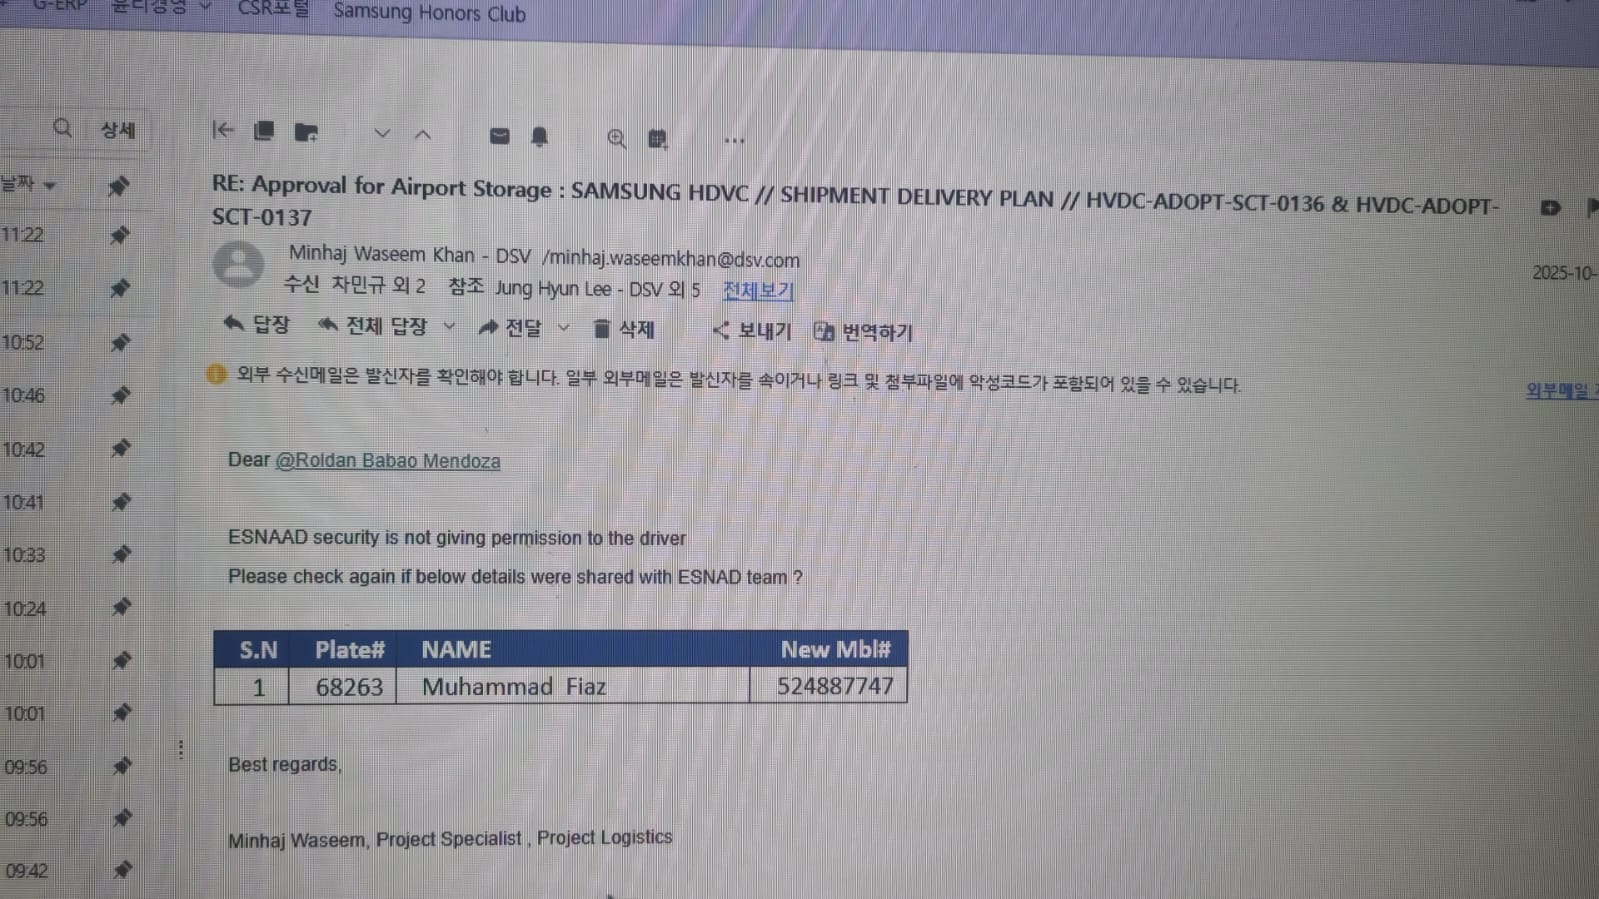 G-ERP 윤리경영 CSR포털 Samsung Honors Club
상세
날짜
RE: Approval for Airport Storage : SAMSUNG HDVC // SHIPMENT DELIVERY PLAN // HVDC-ADOPT-SCT-0136 & HVDC-ADOPT-
SCT-0137
11:22
Minhaj Waseem Khan - DSV /minhaj.waseemkhan@dsv.com
2025-10-
11:22
수신 차민규 외 2 참조 Jung Hyun Lee - DSV 외 5 전체보기
답장 전체 답장 전달 삭제 보내기 번역하기
10:52
외부 수신메일은 발신자를 확인해야 합니다. 일부 외부메일은 발신자를 속이거나 링크 및 첨부파일에 악성코드가 포함되어 있을 수 있습니다.
외부메일
10:46
10:42
Dear @Roldan Babao Mendoza
10:41
ESNAAD security is not giving permission to the driver
10:33
Please check again if below details were shared with ESNAD team ?
10:24
S.N Plate# NAME New Mbl#
10:01
1 68263 Muhammad Fiaz 524887747
10:01
09:56
Best regards,
09:56
Minhaj Waseem, Project Specialist , Project Logistics
09:42